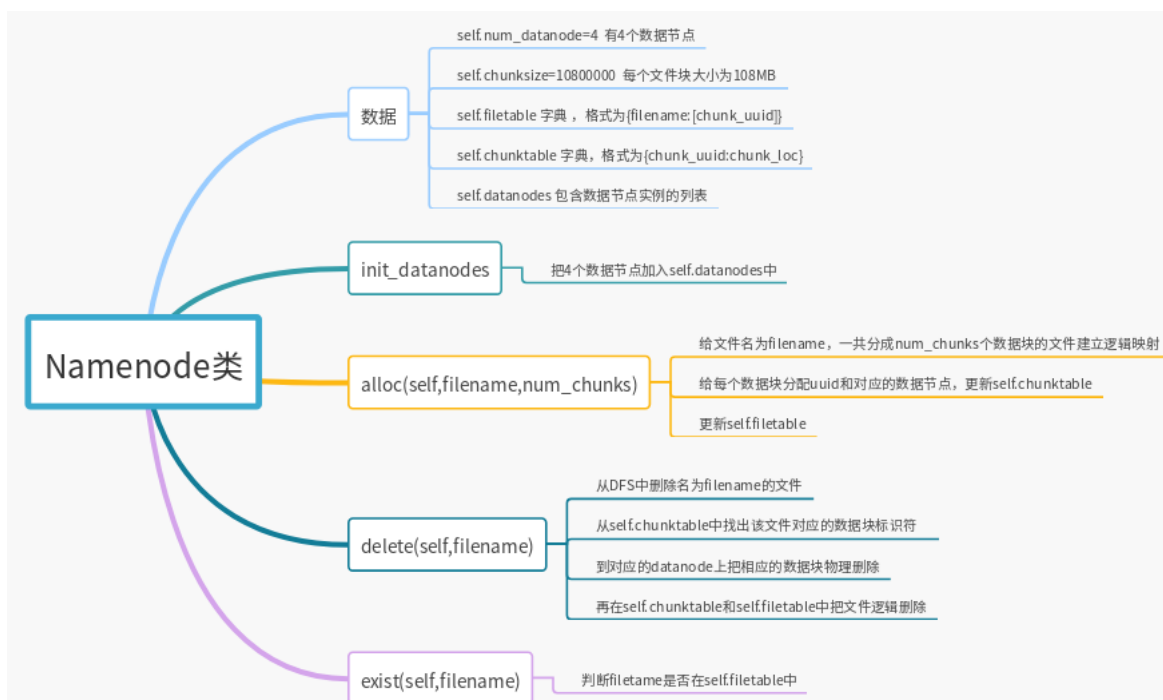 self.num_datanode=4 有4个数据节点
self.chunksize=10800000 每个文件块大小为108MB
数据
self.filetable 字典 ，格式为{filename:[chunk_uuid]}
self.chunktable 字典，格式为{chunk_uuid:chunk_loc}
self.datanodes 包含数据节点实例的列表
init_datanodes
把4个数据节点加入self.datanodes中
Namenode类
给文件名为filename，一共分成num_chunks个数据块的文件建立逻辑映射
alloc(self,filename,num_chunks)
给每个数据块分配uuid和对应的数据节点，更新self.chunktable
更新self.filetable
从DFS中删除名为filename的文件
从self.chunktable中找出该文件对应的数据块标识符
delete(self,filename)
到对应的datanode上把相应的数据块物理删除
再在self.chunktable和self.filetable中把文件逻辑删除
exist(self,filename)
判断filetame是否在self.filetable中